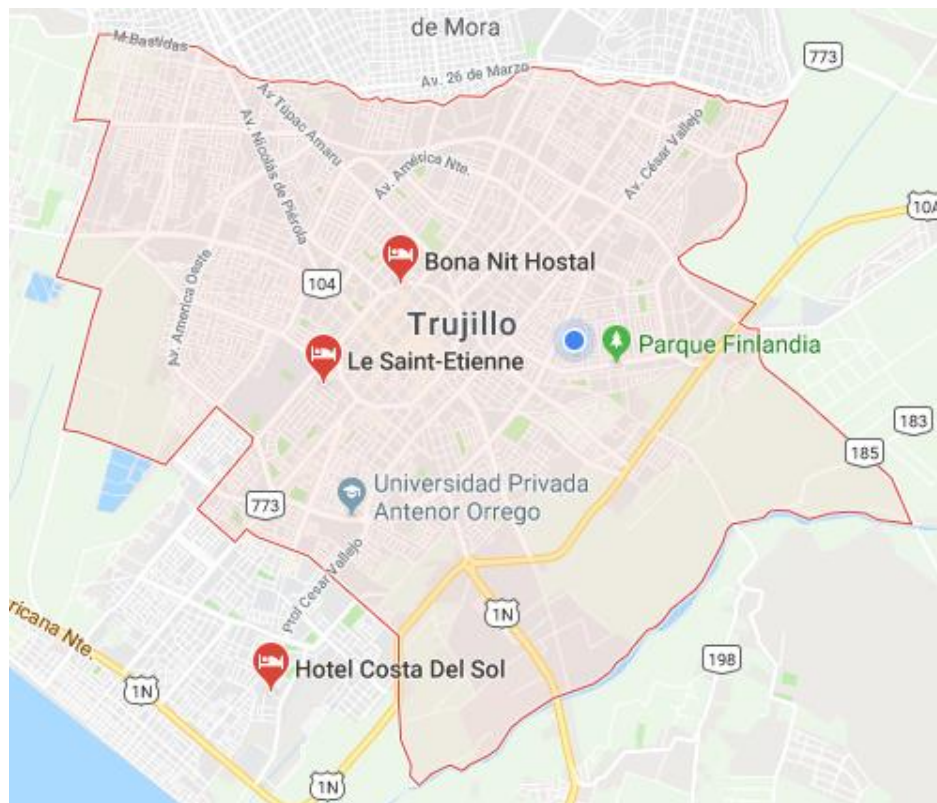 de Mora
773
M.Bastidas
Av. 26 de Marzo
Av Túpac Amaru
Av. Nicolás de Piérola
Av. América Nte.
Av. César Vallejo
10A
Av. America Oeste
104
Bona Nit Hostal
Trujillo
Parque Finlandia
Le Saint-Etienne
183
185
773
Universidad Privada
Antenor Orrego
Prol Cesar Vallejo
1N
ricana Nte.
Hotel Costa Del Sol
198
1N
1N